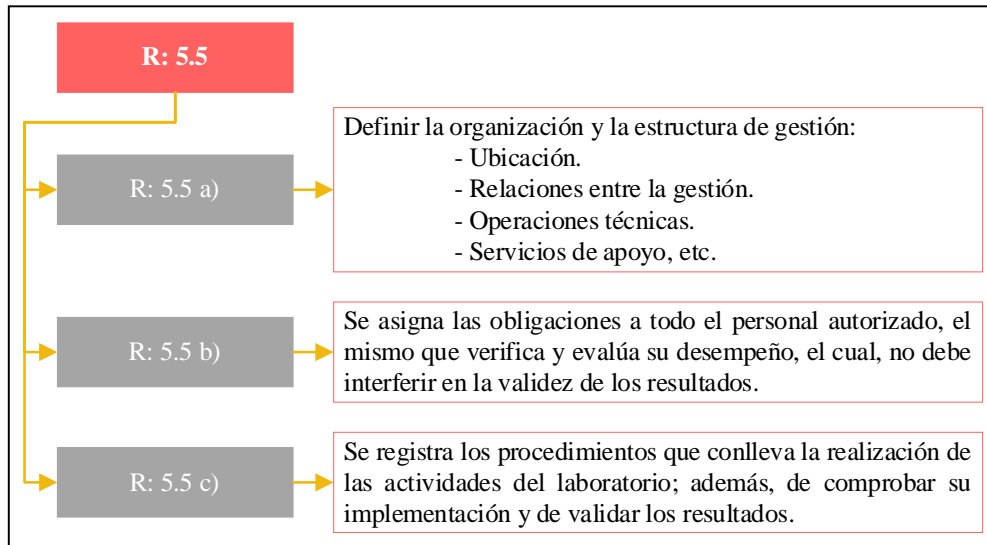 R: 5.5
R: 5.5 a)
Definir la organización y la estructura de gestión:
- Ubicación.
- Relaciones entre la gestión.
- Operaciones técnicas.
- Servicios de apoyo, etc.
R: 5.5 b)
Se asigna las obligaciones a todo el personal autorizado, el
mismo que verifica y evalúa su desempeño, el cual, no debe
interferir en la validez de los resultados.
R: 5.5 c)
Se registra los procedimientos que conlleva la realización de
las actividades del laboratorio; además, de comprobar su
implementación y de validar los resultados.